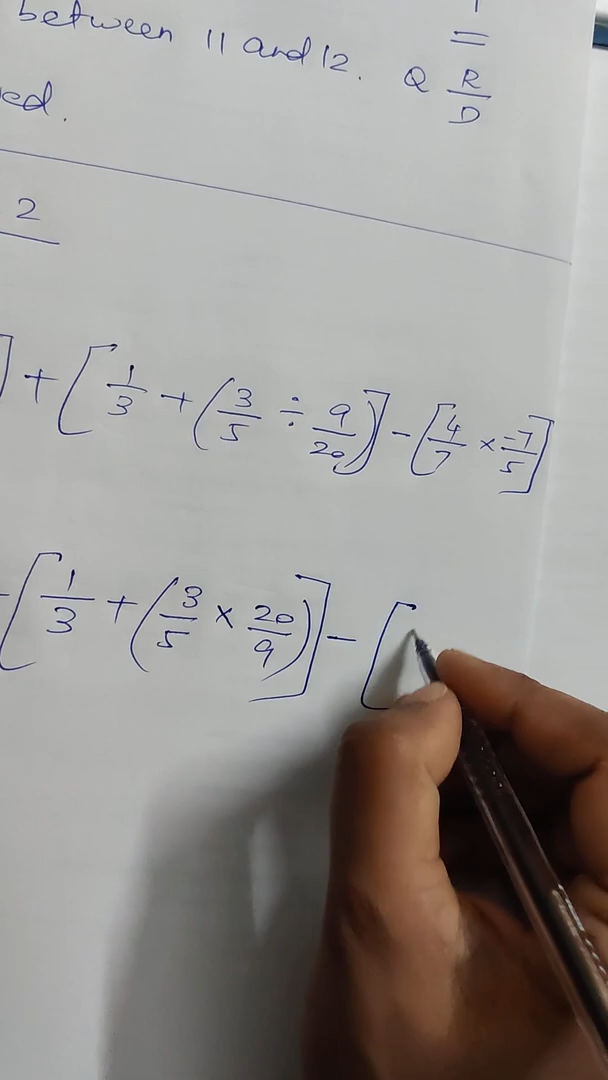 between 11 and 12. Q R/D
=
ed.
2
] + [1/3 + (3/5 ÷ 9/20)] - [4/7 × -7/5]
- [1/3 + (3/5 × 20/9)] - [